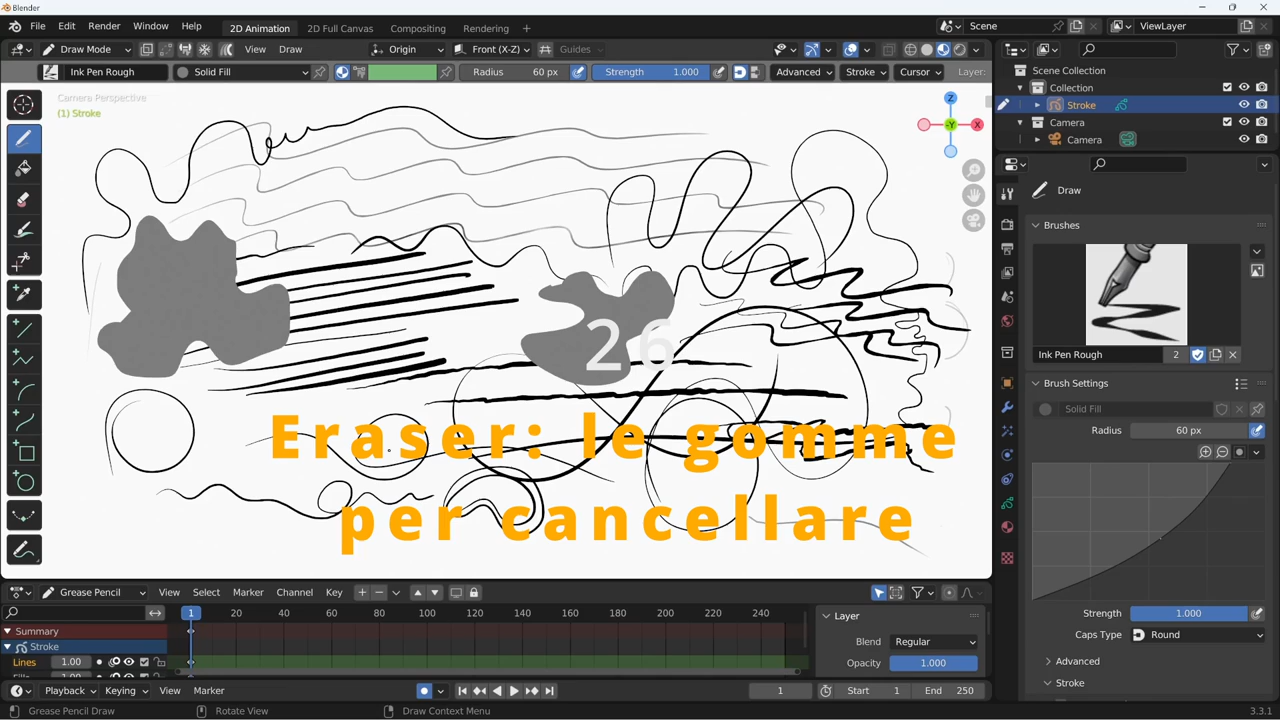 Blender
File Edit Render Window Help 2D Animation 2D Full Canvas Compositing Rendering Scene ViewLayer
Draw Mode View Draw Origin Front (X-Z) Guides
Ink Pen Rough Solid Fill Radius 60 px Strength 1.000 Advanced Stroke Cursor Layer:
Camera Perspective
(1) Stroke
Z
-Y X
26
Eraser: le gomme
per cancellare
Scene Collection
Collection
Stroke
Camera
Camera
Draw
Brushes
Ink Pen Rough 2
Brush Settings
Solid Fill
Radius 60 px
Strength 1.000
Caps Type Round
Advanced
Stroke
Grease Pencil View Select Marker Channel Key
1 20 40 60 80 100 120 140 160 180 200 220 240
Summary
Stroke
Lines 1.00
Layer
Blend Regular
Opacity 1.000
Playback Keying View Marker 1 Start 1 End 250
Grease Pencil Draw Rotate View Draw Context Menu 3.3.1